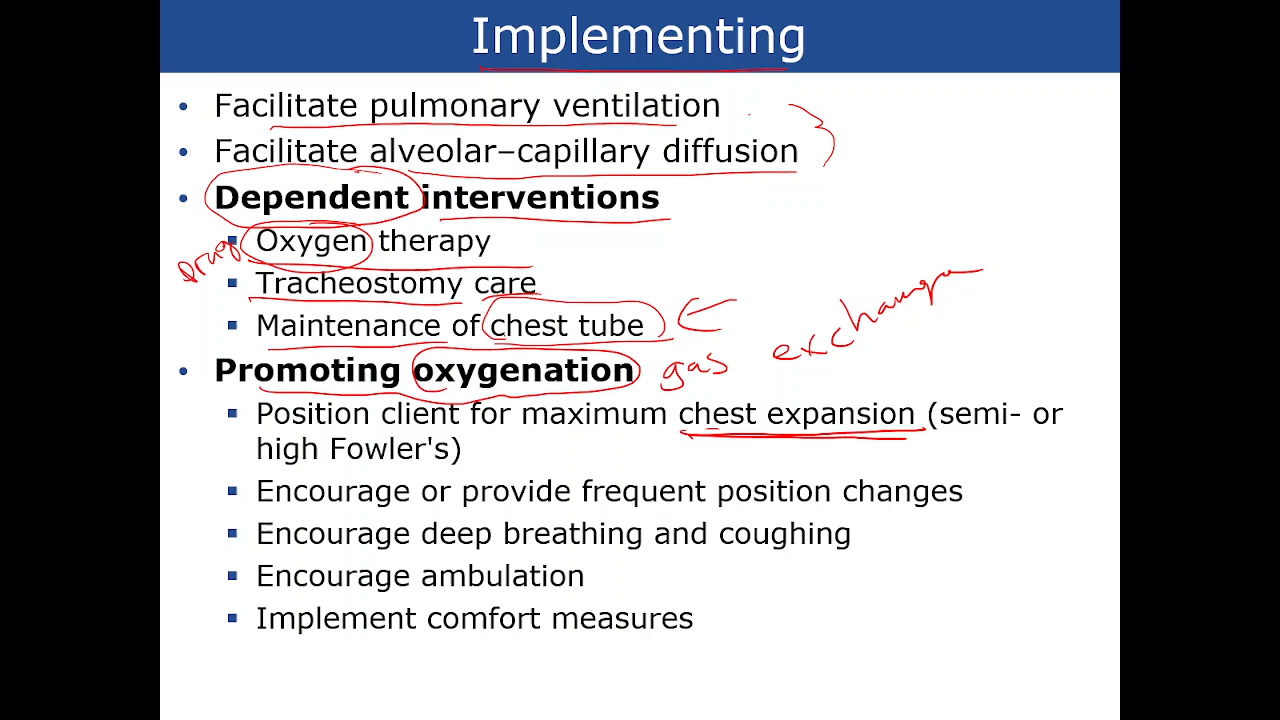 Implementing
• Facilitate pulmonary ventilation
• Facilitate alveolar–capillary diffusion
• Dependent interventions
Drug
▪ Oxygen therapy
▪ Tracheostomy care
▪ Maintenance of chest tube
• Promoting oxygenation gas exchange
▪ Position client for maximum chest expansion (semi- or
high Fowler's)
▪ Encourage or provide frequent position changes
▪ Encourage deep breathing and coughing
▪ Encourage ambulation
▪ Implement comfort measures